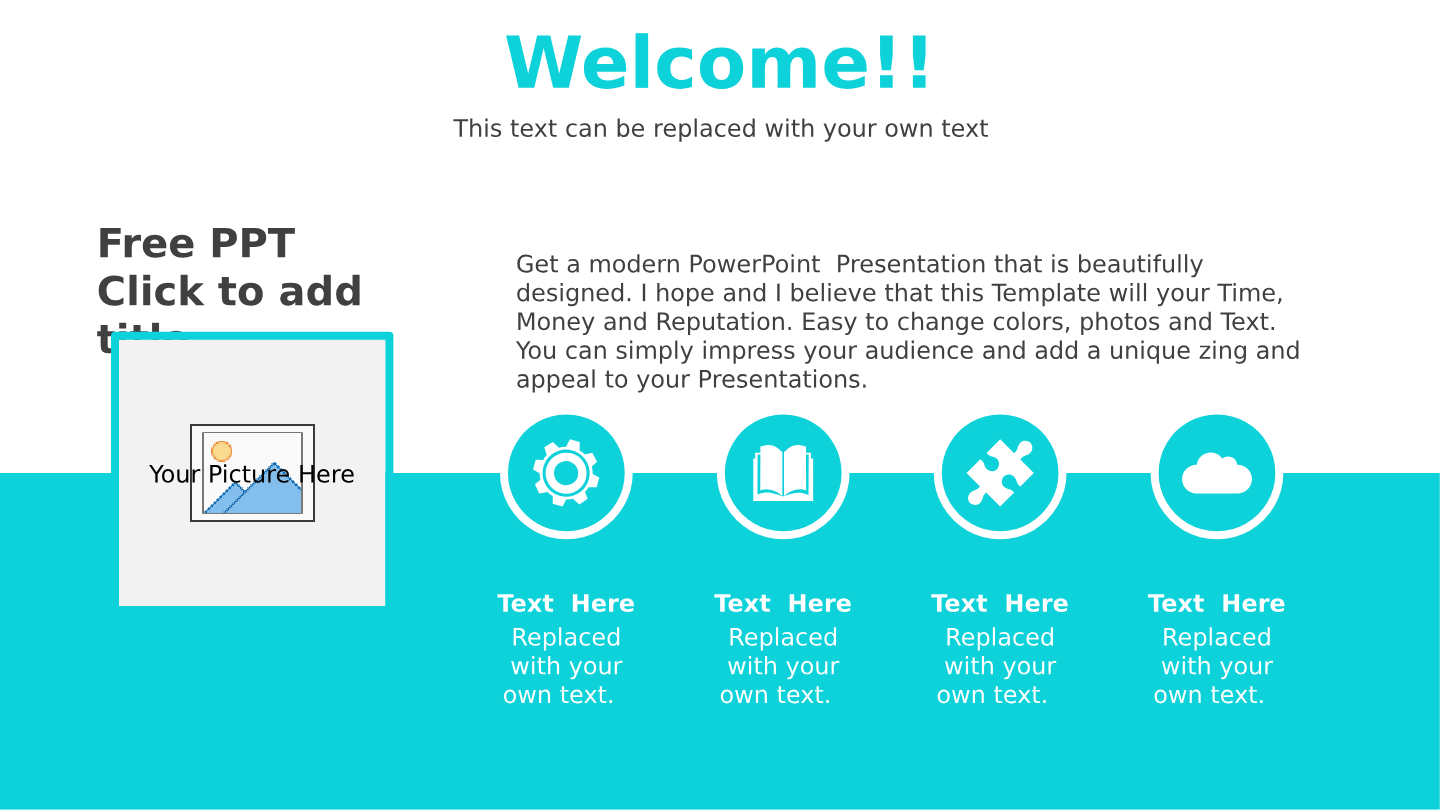 Welcome!!
This text can be replaced with your own text
Free PPT
Click to add
title
Get a modern PowerPoint  Presentation that is beautifully
designed. I hope and I believe that this Template will your Time,
Money and Reputation. Easy to change colors, photos and Text.
You can simply impress your audience and add a unique zing and
appeal to your Presentations.
Your Picture Here
Text  Here
Replaced
with your
own text.
Text  Here
Replaced
with your
own text.
Text  Here
Replaced
with your
own text.
Text  Here
Replaced
with your
own text.